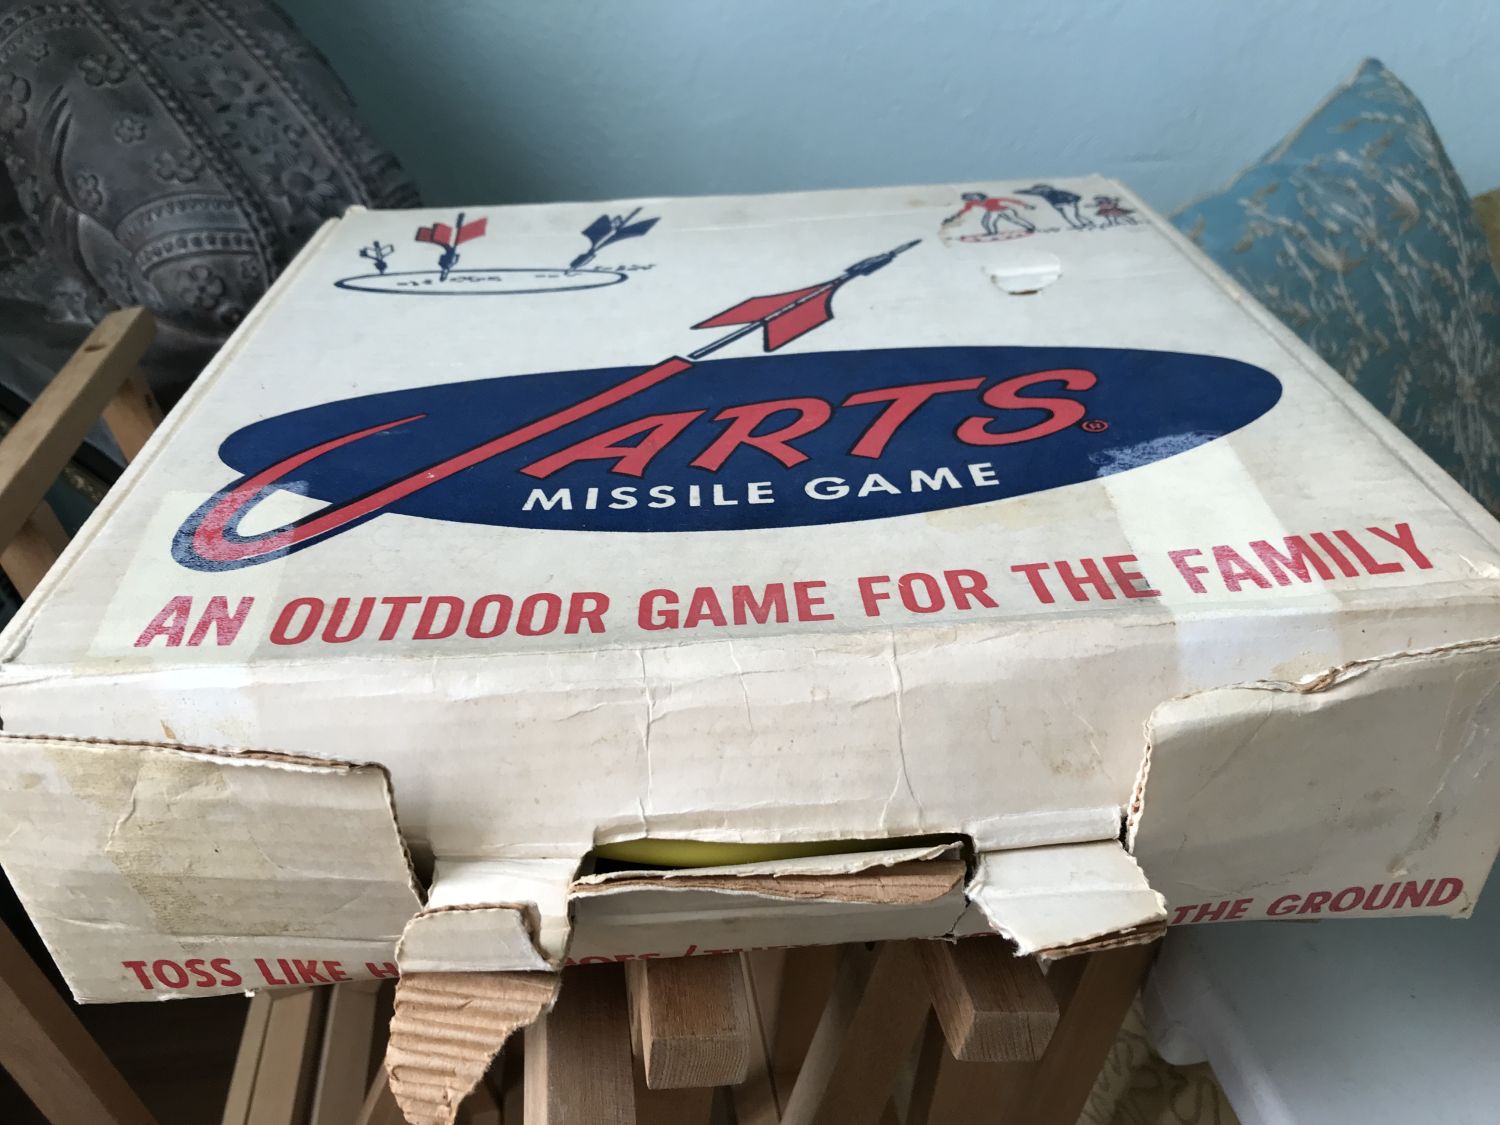 JARTS®
MISSILE GAME
AN OUTDOOR GAME FOR THE FAMILY
TOSS LIKE THE GROUND